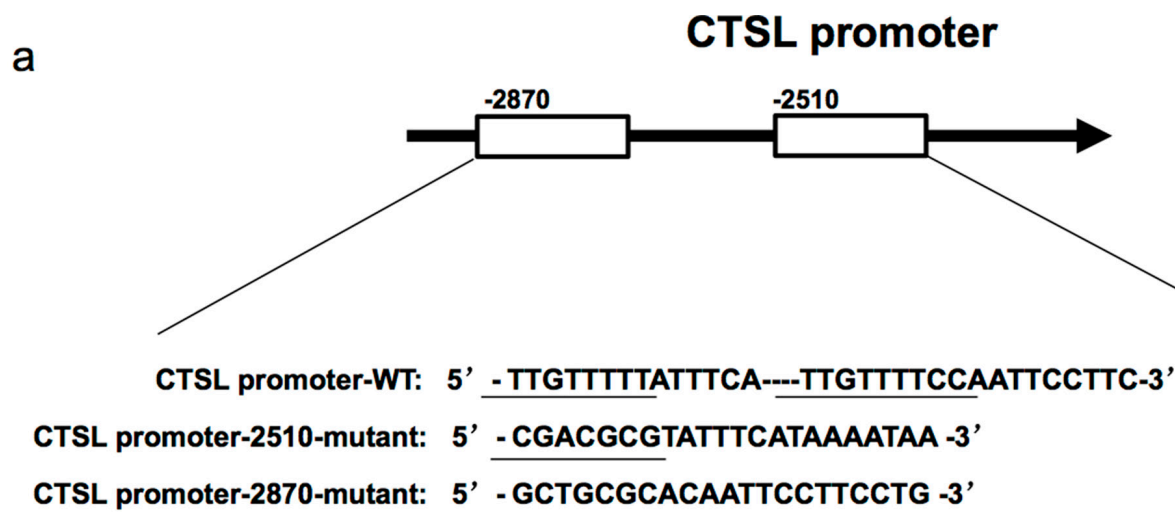 CTSL promoter
a
-2870
-2510
CTSL promoter-WT: 5’ - TTGTTTTTATTTCA----TTGTTTTCCAATTCCTTC-3’
CTSL promoter-2510-mutant: 5’ - CGACGCGTATTTCATAAAATAA -3’
CTSL promoter-2870-mutant: 5’ - GCTGCGCACAATTCCTTCCTG -3’